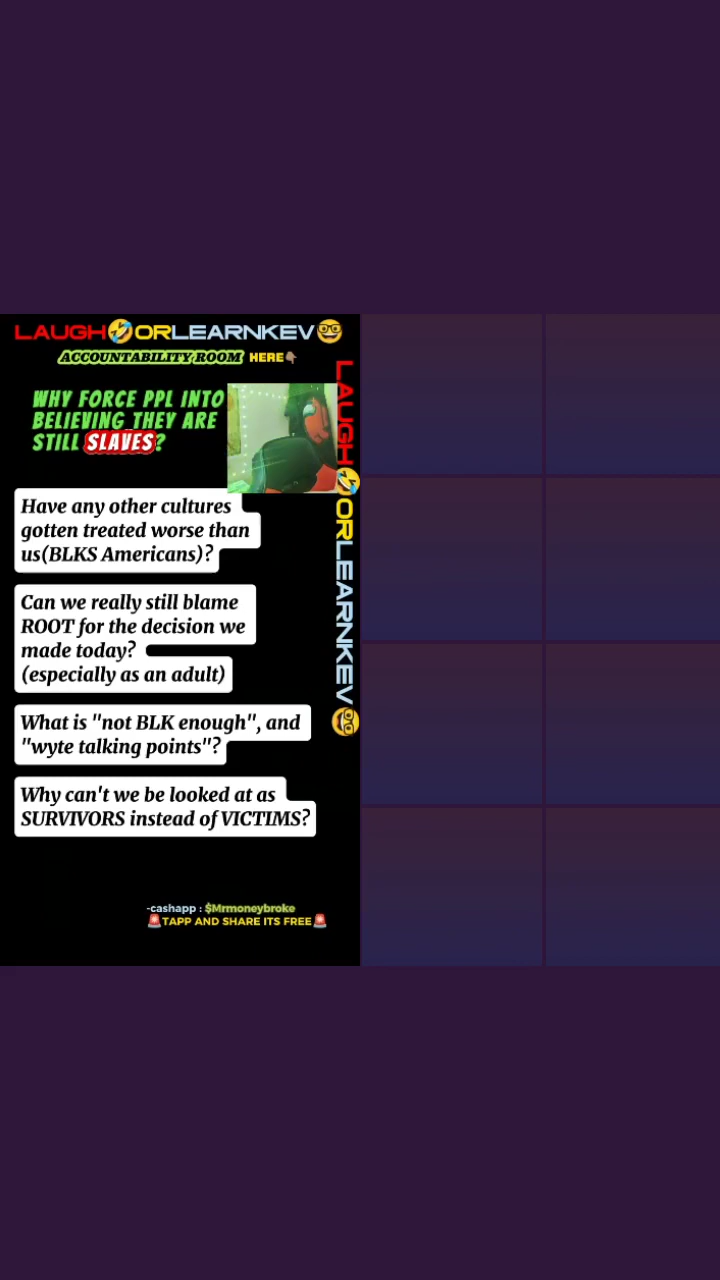 LAUGH🤣ORLEARNKEV🤓
ACCOUNTABILITY ROOM HERE👇🏽
WHY FORCE PPL INTO
BELIEVING THEY ARE
STILL SLAVES?
LAUGH🤣ORLEARNKEV🤓
Have any other cultures
gotten treated worse than
us(BLKS Americans)?
Can we really still blame
ROOT for the decision we
made today?
(especially as an adult)
What is "not BLK enough", and
"wyte talking points"?
Why can't we be looked at as
SURVIVORS instead of VICTIMS?
-cashapp : $Mrmoneybroke
🚨TAPP AND SHARE ITS FREE🚨